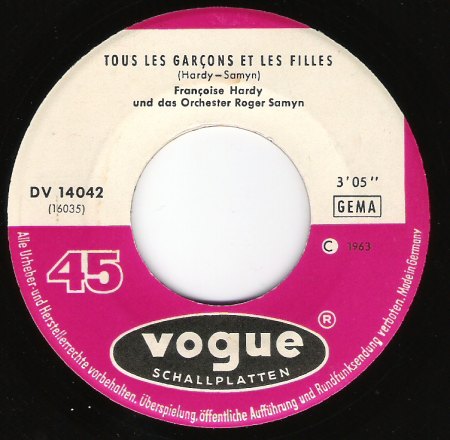 TOUS LES GARÇONS ET LES FILLES
(Hardy–Samyn)
Françoise Hardy
und das Orchester Roger Samyn
DV 14042
(16035)
3'05"
GEMA
© 1963
45
vogue ®
SCHALLPLATTEN
Alle Urheber- und Herstellerrechte vorbehalten. Überspielung, öffentliche Aufführung und Rundfunksendung verboten. Made in Germany